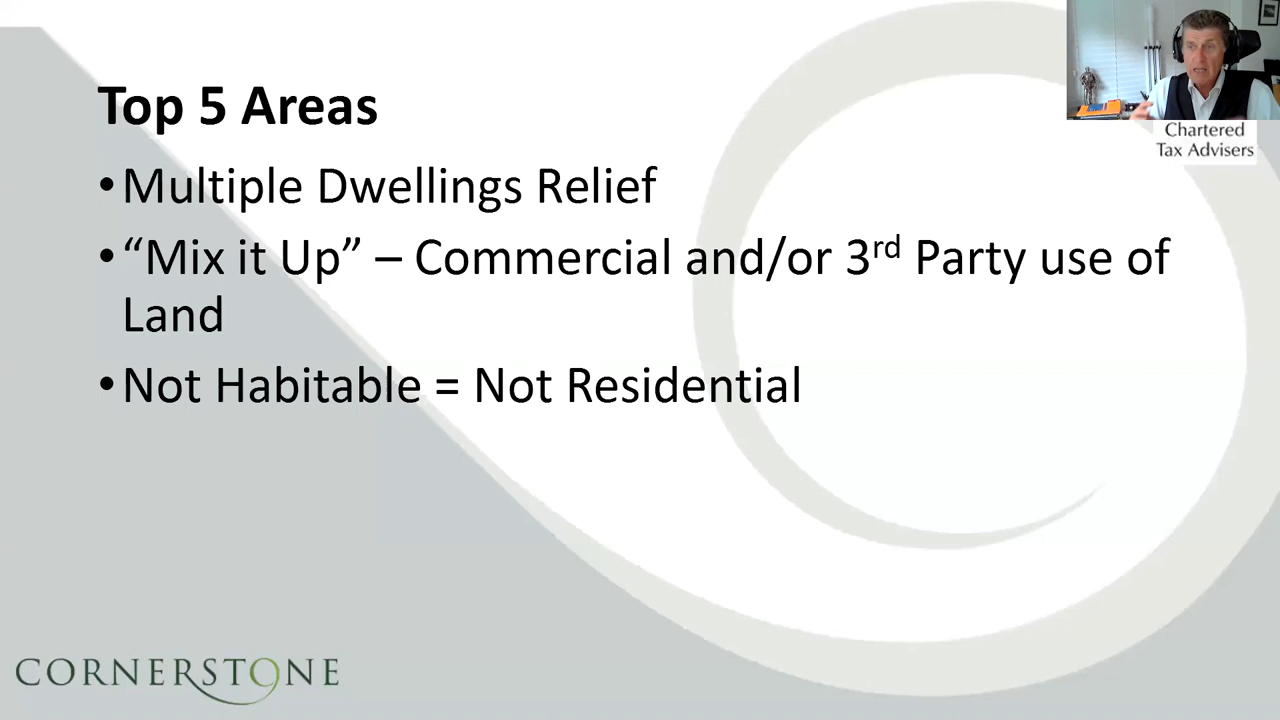 Top 5 Areas
Chartered
Tax Advisers
•Multiple Dwellings Relief
•“Mix it Up” – Commercial and/or 3rd Party use of
Land
•Not Habitable = Not Residential
CORNERSTONE